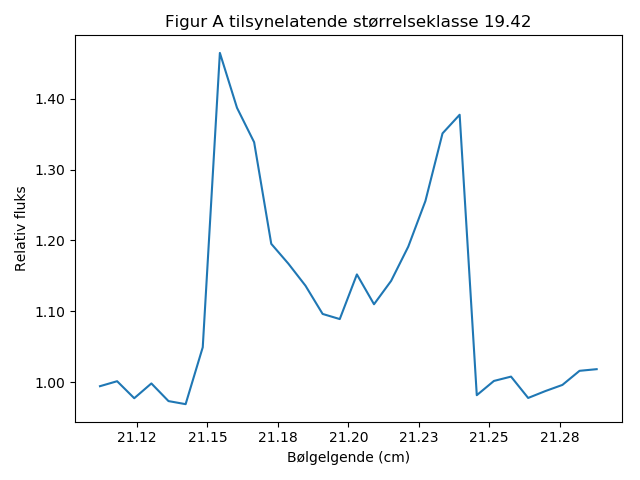 Figur A tilsynelatende størrelseklasse 19.42
Relativ fluks
1.40
1.30
1.20
1.10
1.00
21.12 21.15 21.18 21.20 21.23 21.25 21.28
Bølgelgende (cm)